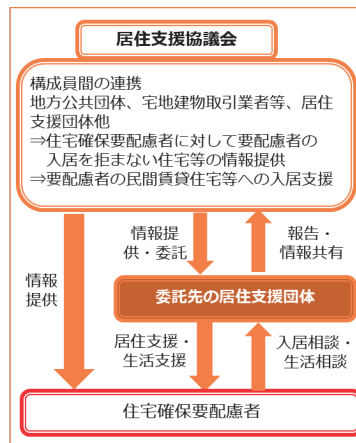 居住支援協議会
構成員間の連携
地方公共団体、宅地建物取引業者等、居住
支援団体他
⇒住宅確保要配慮者に対して要配慮者の
入居を拒まない住宅等の情報提供
⇒要配慮者の民間賃貸住宅等への入居支援
情報
提供
情報提
供・委託
報告・
情報共有
委託先の居住支援団体
居住支援・
生活支援
入居相談・
生活相談
住宅確保要配慮者